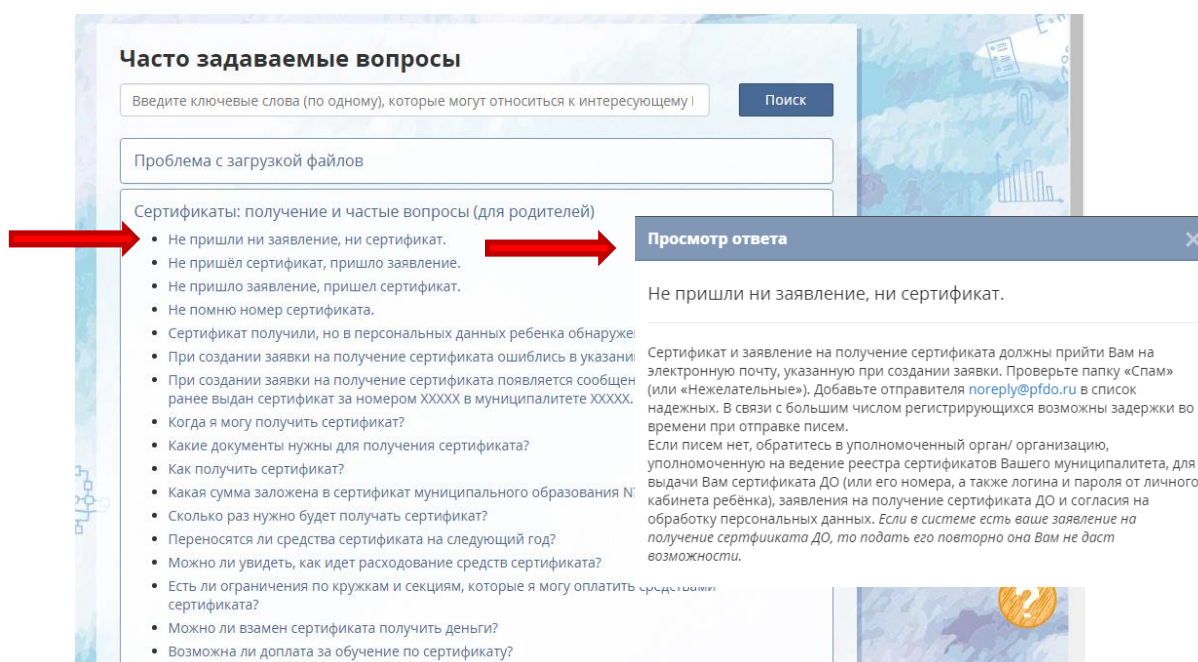 Часто задаваемые вопросы
Введите ключевые слова (по одному), которые могут относиться к интересующему
Поиск
Проблема с загрузкой файлов
Сертификаты: получение и частые вопросы (для родителей)
Не пришли ни заявление, ни сертификат.
Не пришёл сертификат, пришло заявление.
Не пришло заявление, пришел сертификат.
Не помню номер сертификата.
Сертификат получили, но в персональных данных ребенка
При создании заявки на получение сертификата ошиблись в
При создании заявки на получение сертификата появляется
ранее выдан сертификат за номером XXXXX в муниципалитете XXXXX.
Когда я могу получить сертификат?
Какие документы нужны для получения сертификата?
Как получить сертификат?
Какая сумма заложена в сертификат муниципального образования
Сколько раз нужно будет получать сертификат?
Переносятся ли средства сертификата на следующий год?
Можно ли увидеть, как идет расходование средств сертификата?
Есть ли ограничения по кружкам и секциям, которые я могу оплатить средствами
сертификата?
Можно ли взамен сертификата получить деньги?
Возможна ли доплата за обучение по сертификату?
Просмотр ответа
Не пришли ни заявление, ни сертификат.
Сертификат и заявление на получение сертификата должны прийти Вам на
электронную почту, указанную при создании заявки. Проверьте папку «Спам»
(или «Нежелательные»). Добавьте отправителя noreply@pfdo.ru в список
надежных. В связи с большим числом регистрирующихся возможны задержки во
времени при отправке писем.
Если писем нет, обратитесь в уполномоченный орган/ организацию,
уполномоченную на ведение реестра сертификатов Вашего муниципалитета, для
выдачи Вам сертификата ДО (или его номера, а также логина и пароля от личного
кабинета ребёнка), заявления на получение сертификата ДО и согласия на
обработку персональных данных. Если в системе есть ваше заявление на
получение сертфииката ДО, то подать его повторно она Вам не даст
возможности.